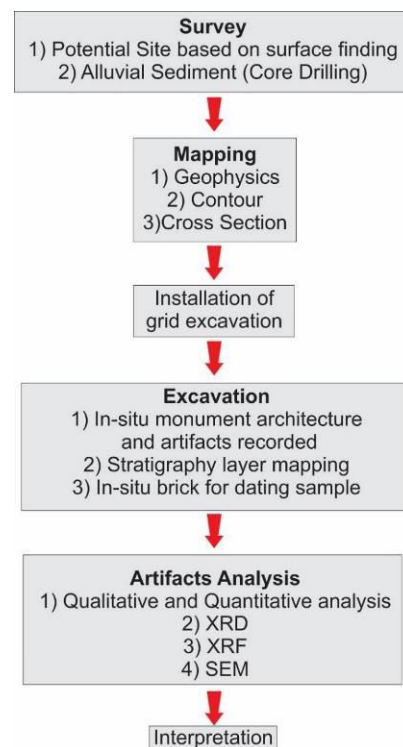 Survey
1) Potential Site based on surface finding
2) Alluvial Sediment (Core Drilling)
Mapping
1) Geophysics
2) Contour
3)Cross Section
Installation of
grid excavation
Excavation
1) In-situ monument architecture
and artifacts recorded
2) Stratigraphy layer mapping
3) In-situ brick for dating sample
Artifacts Analysis
1) Qualitative and Quantitative analysis
2) XRD
3) XRF
4) SEM
Interpretation